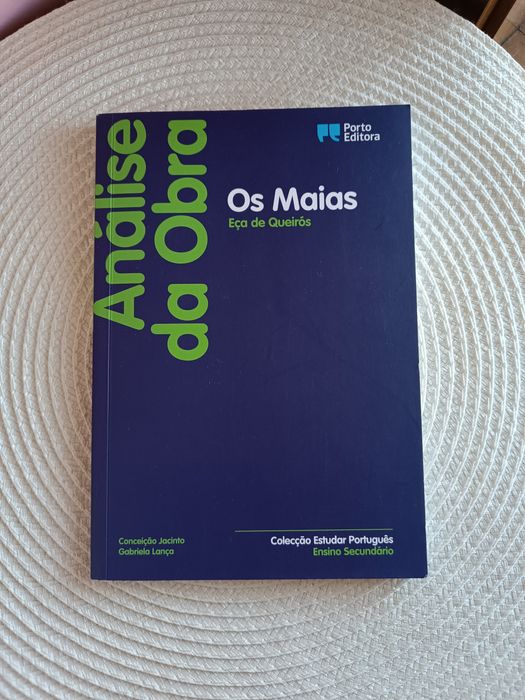 Análise
da Obra
Porto
Editora
Os Maias
Eça de Queirós
Conceição Jacinto
Gabriela Lança
Colecção Estudar Português
Ensino Secundário